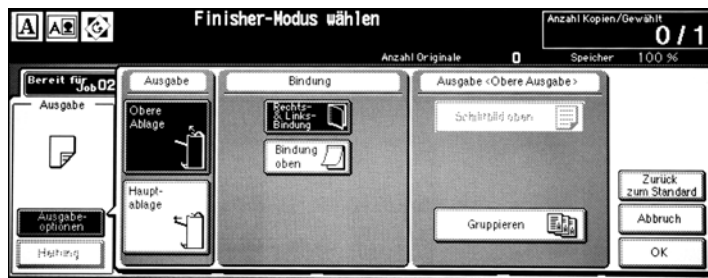 A A
Finisher-Modus wählen
Anzahl Kopien/Gewählt
0 / 1
Anzahl Originale 0 Speicher 100 %
Bereit für Job 02
Ausgabe
Ausgabe-
optionen
Heftung
Ausgabe
Obere
Ablage
Haupt-
ablage
Bindung
Rechts-
& Links-
Bindung
Bindung
oben
Ausgabe <Obere Ausgabe>
Schriftbild oben
Gruppieren
Zurück
zum Standard
Abbruch
OK